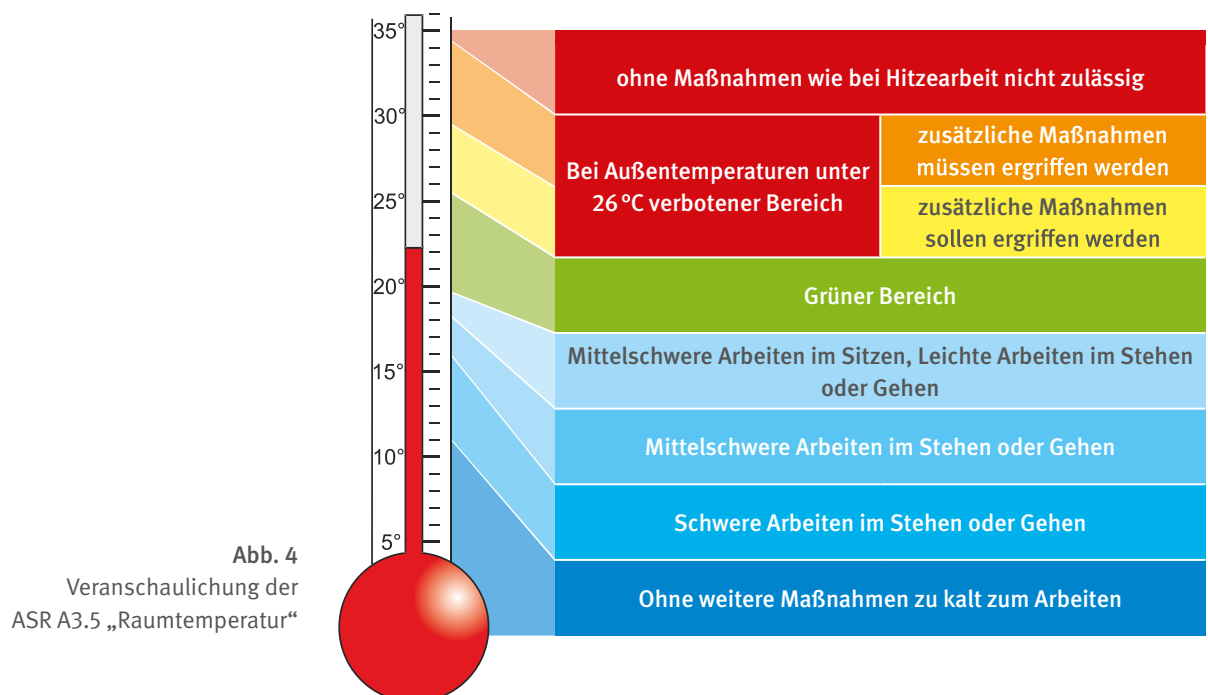 35°
30°
25°
20°
15°
10°
5°
ohne Maßnahmen wie bei Hitzearbeit nicht zulässig
Bei Außentemperaturen unter
26 °C verbotener Bereich
zusätzliche Maßnahmen
müssen ergriffen werden
zusätzliche Maßnahmen
sollen ergriffen werden
Grüner Bereich
Mittelschwere Arbeiten im Sitzen, Leichte Arbeiten im Stehen
oder Gehen
Mittelschwere Arbeiten im Stehen oder Gehen
Schwere Arbeiten im Stehen oder Gehen
Ohne weitere Maßnahmen zu kalt zum Arbeiten
Abb. 4
Veranschaulichung der
ASR A3.5 „Raumtemperatur“